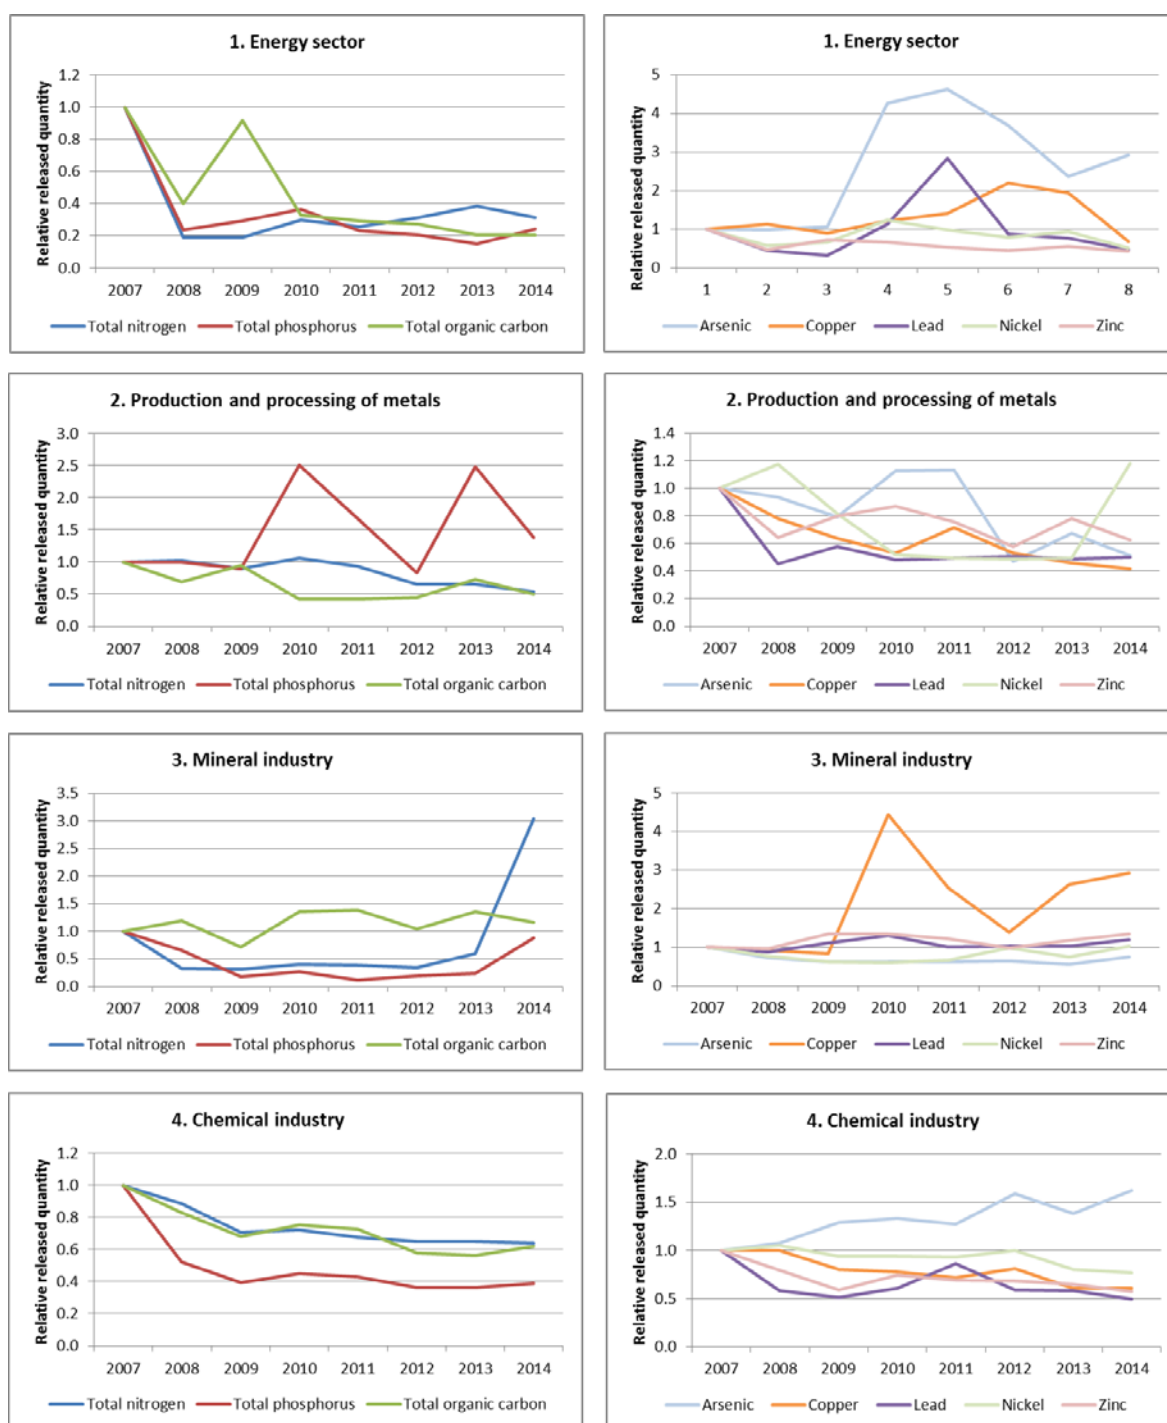 1. Energy sector
Relative released quantity
1.2
1.0
0.8
0.6
0.4
0.2
0.0
2007 2008 2009 2010 2011 2012 2013 2014
Total nitrogen Total phosphorus Total organic carbon
1. Energy sector
Relative released quantity
5
4
3
2
1
0
1 2 3 4 5 6 7 8
Arsenic Copper Lead Nickel Zinc
2. Production and processing of metals
Relative released quantity
3.0
2.5
2.0
1.5
1.0
0.5
0.0
2007 2008 2009 2010 2011 2012 2013 2014
Total nitrogen Total phosphorus Total organic carbon
2. Production and processing of metals
Relative released quantity
1.4
1.2
1.0
0.8
0.6
0.4
0.2
0.0
2007 2008 2009 2010 2011 2012 2013 2014
Arsenic Copper Lead Nickel Zinc
3. Mineral industry
Relative released quantity
3.5
3.0
2.5
2.0
1.5
1.0
0.5
0.0
2007 2008 2009 2010 2011 2012 2013 2014
Total nitrogen Total phosphorus Total organic carbon
3. Mineral industry
Relative released quantity
5
4
3
2
1
0
2007 2008 2009 2010 2011 2012 2013 2014
Arsenic Copper Lead Nickel Zinc
4. Chemical industry
Relative released quantity
1.2
1.0
0.8
0.6
0.4
0.2
0.0
2007 2008 2009 2010 2011 2012 2013 2014
Total nitrogen Total phosphorus Total organic carbon
4. Chemical industry
Relative released quantity
2.0
1.5
1.0
0.5
0.0
2007 2008 2009 2010 2011 2012 2013 2014
Arsenic Copper Lead Nickel Zinc